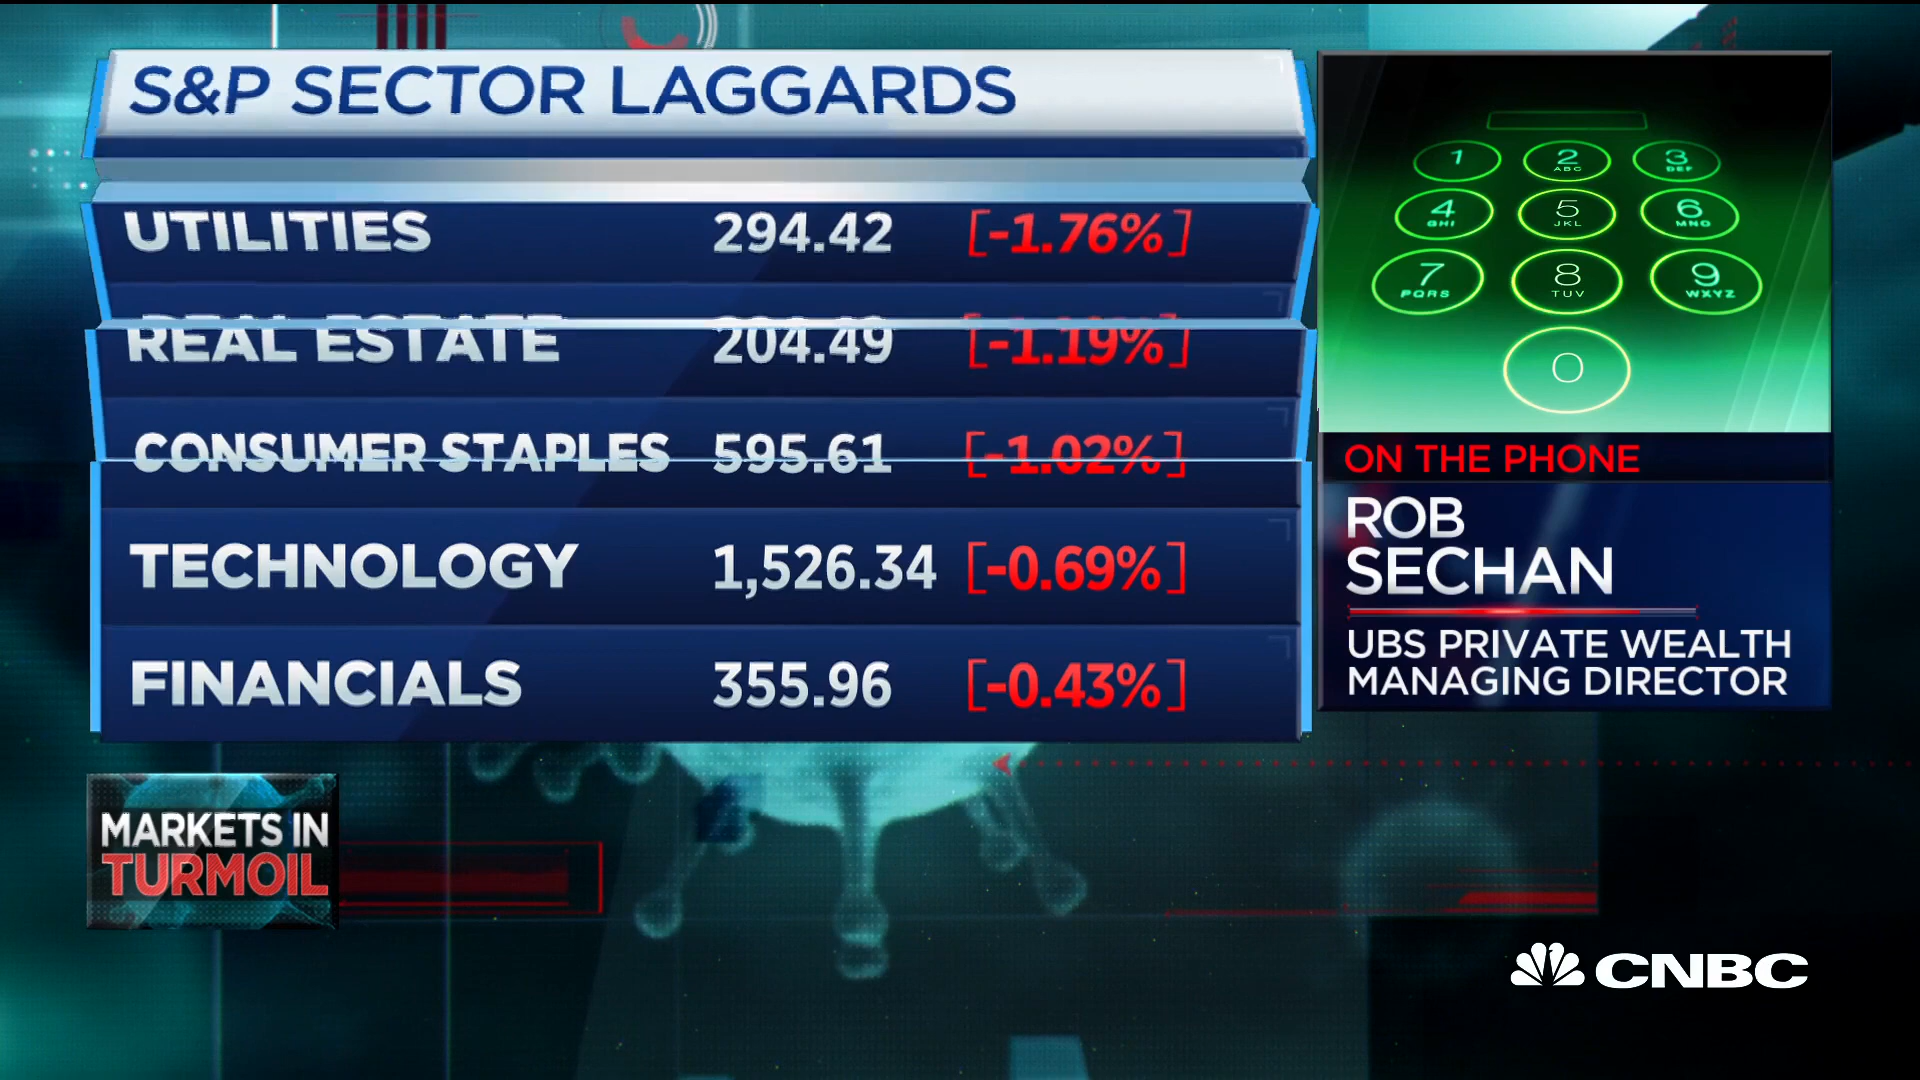 S&P SECTOR LAGGARDS
UTILITIES 294.42 [-1.76%]
REAL ESTATE 204.49 [-1.19%]
CONSUMER STAPLES 595.61 [-1.02%]
TECHNOLOGY 1,526.34 [-0.69%]
FINANCIALS 355.96 [-0.43%]
1 2 3
ABC DEF
4 5 6
GHI JKL MNO
7 8 9
PQRS TUV WXYZ
0
ON THE PHONE
ROB
SECHAN
UBS PRIVATE WEALTH
MANAGING DIRECTOR
MARKETS IN
TURMOIL
CNBC